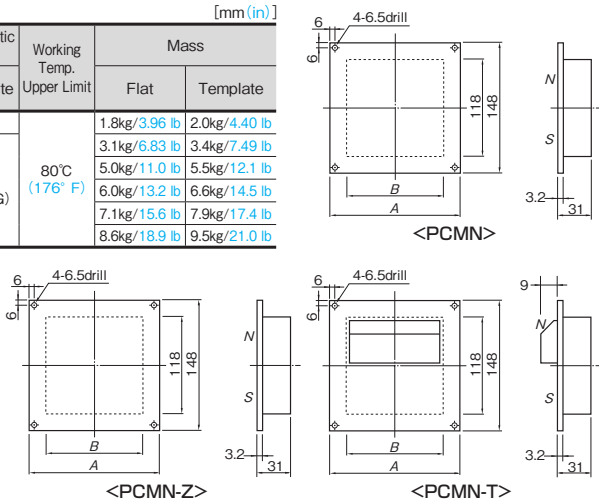 [mm(in)]
Working Temp. Upper Limit
Mass
Flat
Template
80℃
(176°F)
1.8kg/3.96 lb 2.0kg/4.40 lb
3.1kg/6.83 lb 3.4kg/7.49 lb
5.0kg/11.0 lb 5.5kg/12.1 lb
6.0kg/13.2 lb 6.6kg/14.5 lb
7.1kg/15.6 lb 7.9kg/17.4 lb
8.6kg/18.9 lb 9.5kg/21.0 lb
6
4-6.5drill
6
118
148
B
A
N
S
3.2
31
<PCMN>
6
4-6.5drill
6
118
148
B
A
N
S
3.2
31
<PCMN-Z>
6
4-6.5drill
6
118
148
B
A
9
N
S
3.2
31
<PCMN-T>